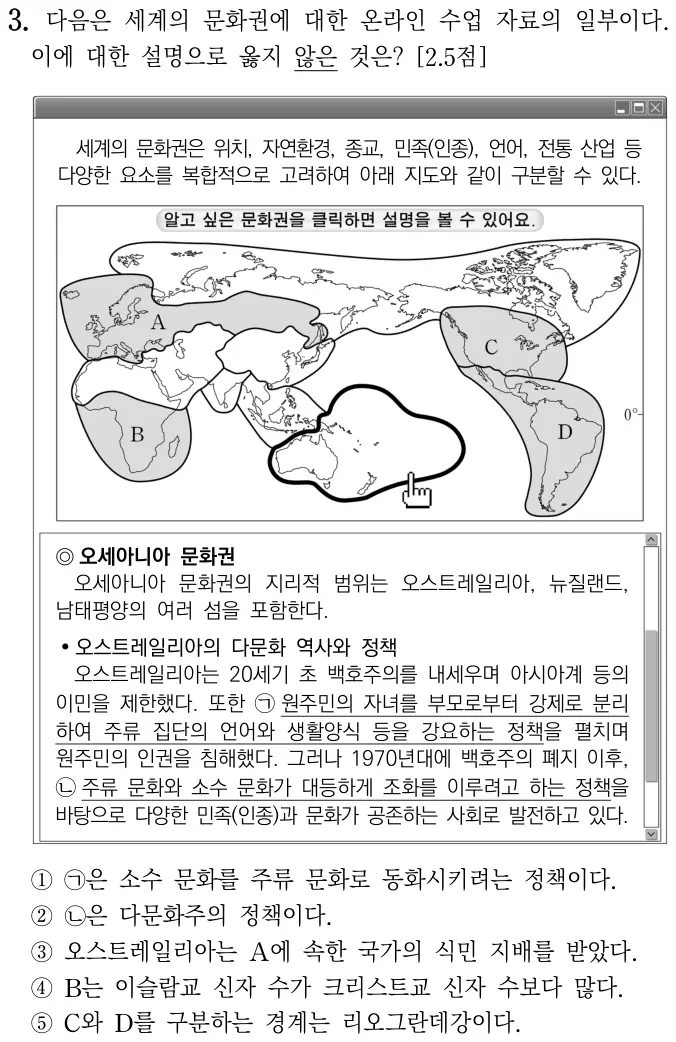 3. 다음은 세계의 문화권에 대한 온라인 수업 자료의 일부이다.
이에 대한 설명으로 옳지 않은 것은? [2.5점]
세계의 문화권은 위치, 자연환경, 종교, 민족(인종), 언어, 전통 산업 등
다양한 요소를 복합적으로 고려하여 아래 지도와 같이 구분할 수 있다.
알고 싶은 문화권을 클릭하면 설명을 볼 수 있어요.
A
C
B
D
0°
◎ 오세아니아 문화권
오세아니아 문화권의 지리적 범위는 오스트레일리아, 뉴질랜드,
남태평양의 여러 섬을 포함한다.
• 오스트레일리아의 다문화 역사와 정책
오스트레일리아는 20세기 초 백호주의를 내세우며 아시아계 등의
이민을 제한했다. 또한 ㉠ 원주민의 자녀를 부모로부터 강제로 분리
하여 주류 집단의 언어와 생활양식 등을 강요하는 정책을 펼치며
원주민의 인권을 침해했다. 그러나 1970년대에 백호주의 폐지 이후,
㉡ 주류 문화와 소수 문화가 대등하게 조화를 이루려고 하는 정책을
바탕으로 다양한 민족(인종)과 문화가 공존하는 사회로 발전하고 있다.
① ㉠은 소수 문화를 주류 문화로 동화시키려는 정책이다.
② ㉡은 다문화주의 정책이다.
③ 오스트레일리아는 A에 속한 국가의 식민 지배를 받았다.
④ B는 이슬람교 신자 수가 크리스트교 신자 수보다 많다.
⑤ C와 D를 구분하는 경계는 리오그란데강이다.